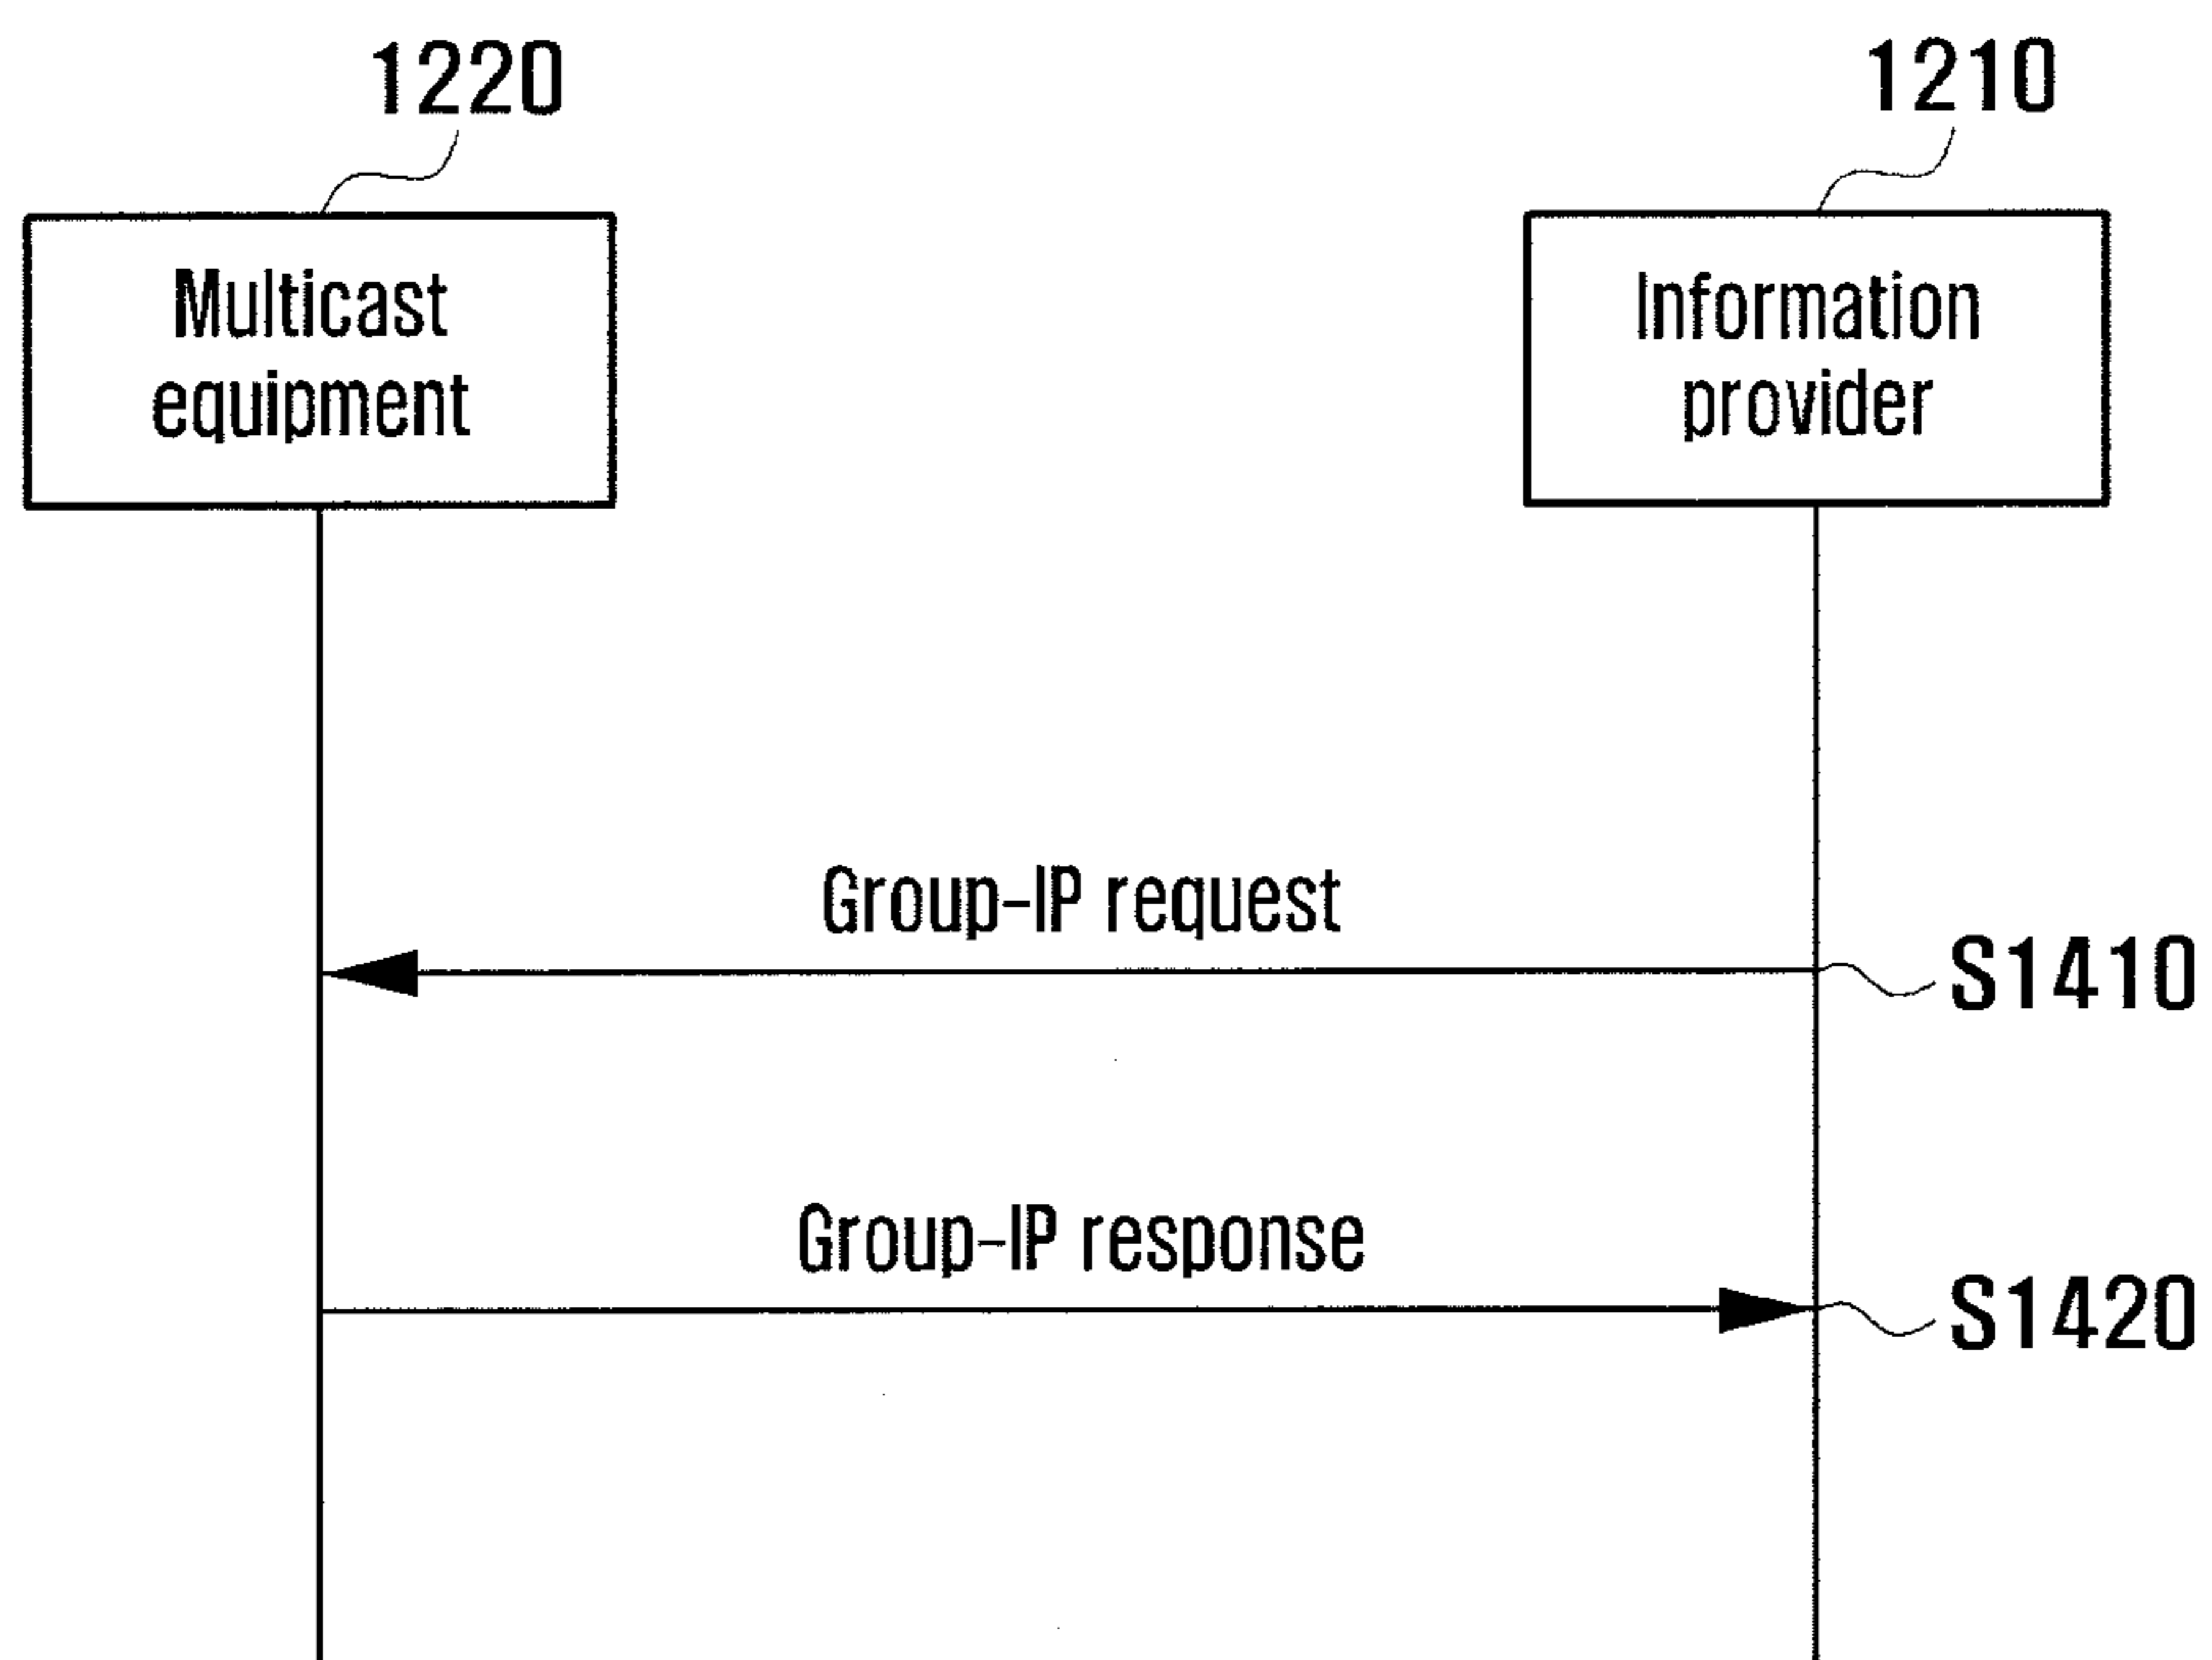 1220
1210
Multicast
equipment
Information
provider
Group-IP request
S1410
Group-IP response
S1420